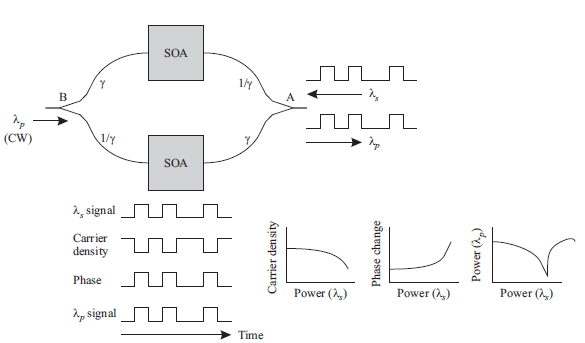 SOA
γ
1/γ
B
A
λs
λp
(CW)
1/γ
γ
λp
SOA
λs signal
Carrier
density
Phase
λp signal
Time
Carrier density
Power (λs)
Phase change
Power (λs)
Power (λp)
Power (λs)